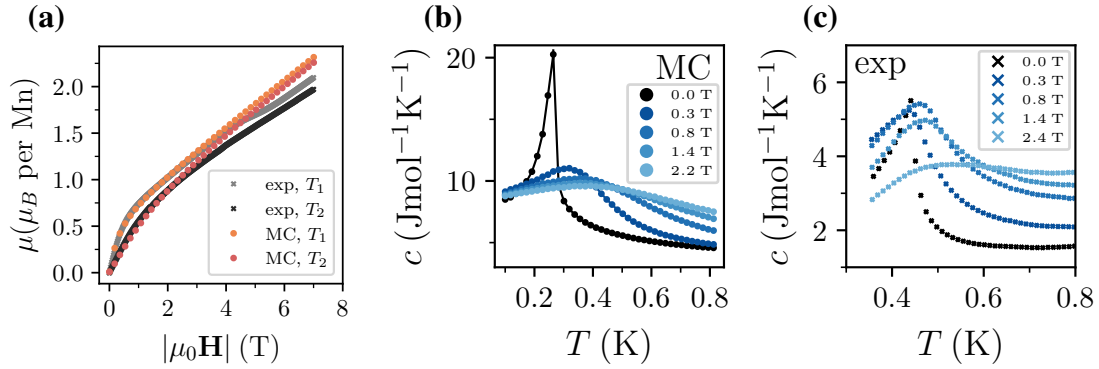 (a)
μ(μ_B per Mn)
2.0
1.5
1.0
0.5
0.0
exp, T₁
exp, T₂
MC, T₁
MC, T₂
0 2 4 6 8
|μ₀H| (T)
(b)
c (Jmol⁻¹K⁻¹)
20
10
MC
0.0 T
0.3 T
0.8 T
1.4 T
2.2 T
0.2 0.4 0.6 0.8
T (K)
(c)
c (Jmol⁻¹K⁻¹)
6
4
2
exp
0.0 T
0.3 T
0.8 T
1.4 T
2.4 T
0.4 0.6 0.8
T (K)